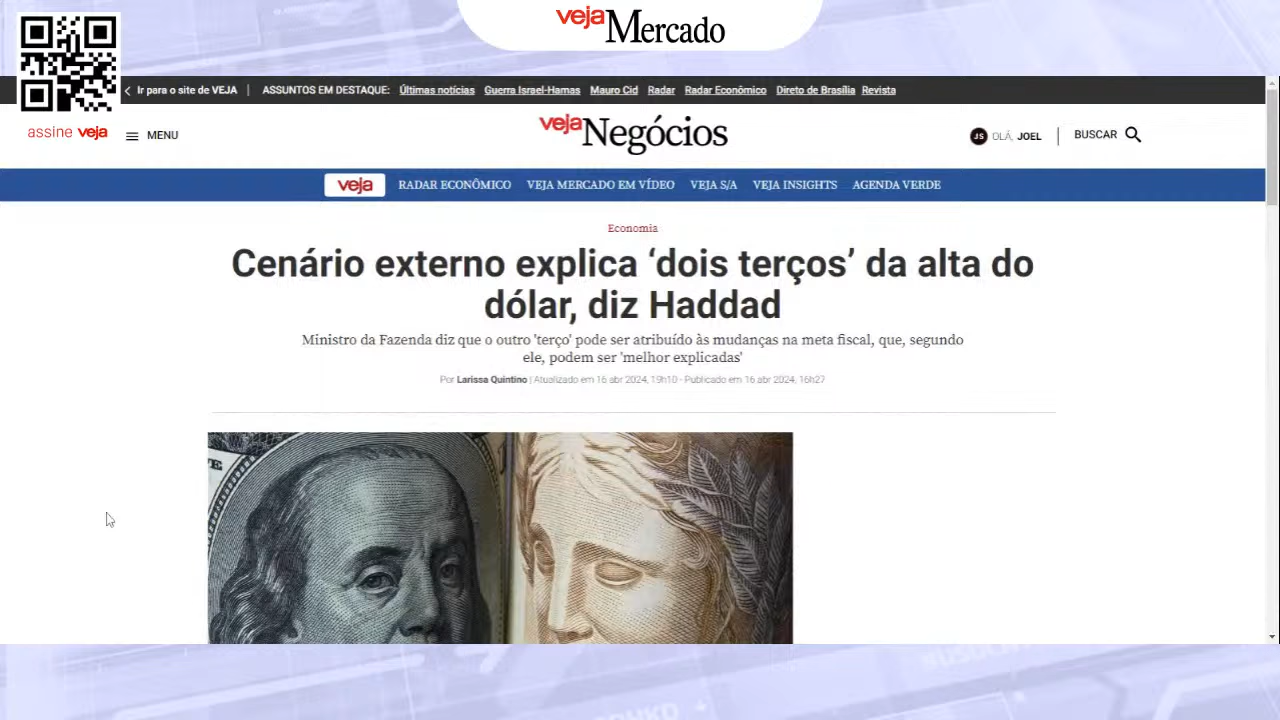 veja Mercado
Ir para o site de VEJA | ASSUNTOS EM DESTAQUE: Últimas notícias Guerra Israel-Hamas Mauro Cid Radar Radar Econômico Direto de Brasília Revista
assine veja
MENU
veja Negócios
JS OLÁ, JOEL | BUSCAR
veja RADAR ECONÔMICO VEJA MERCADO EM VÍDEO VEJA S/A VEJA INSIGHTS AGENDA VERDE
Economia
Cenário externo explica ‘dois terços’ da alta do
dólar, diz Haddad
Ministro da Fazenda diz que o outro 'terço' pode ser atribuído às mudanças na meta fiscal, que, segundo
ele, podem ser 'melhor explicadas'
Por Larissa Quintino | Atualizado em 16 abr 2024, 19h10 - Publicado em 16 abr 2024, 16h27